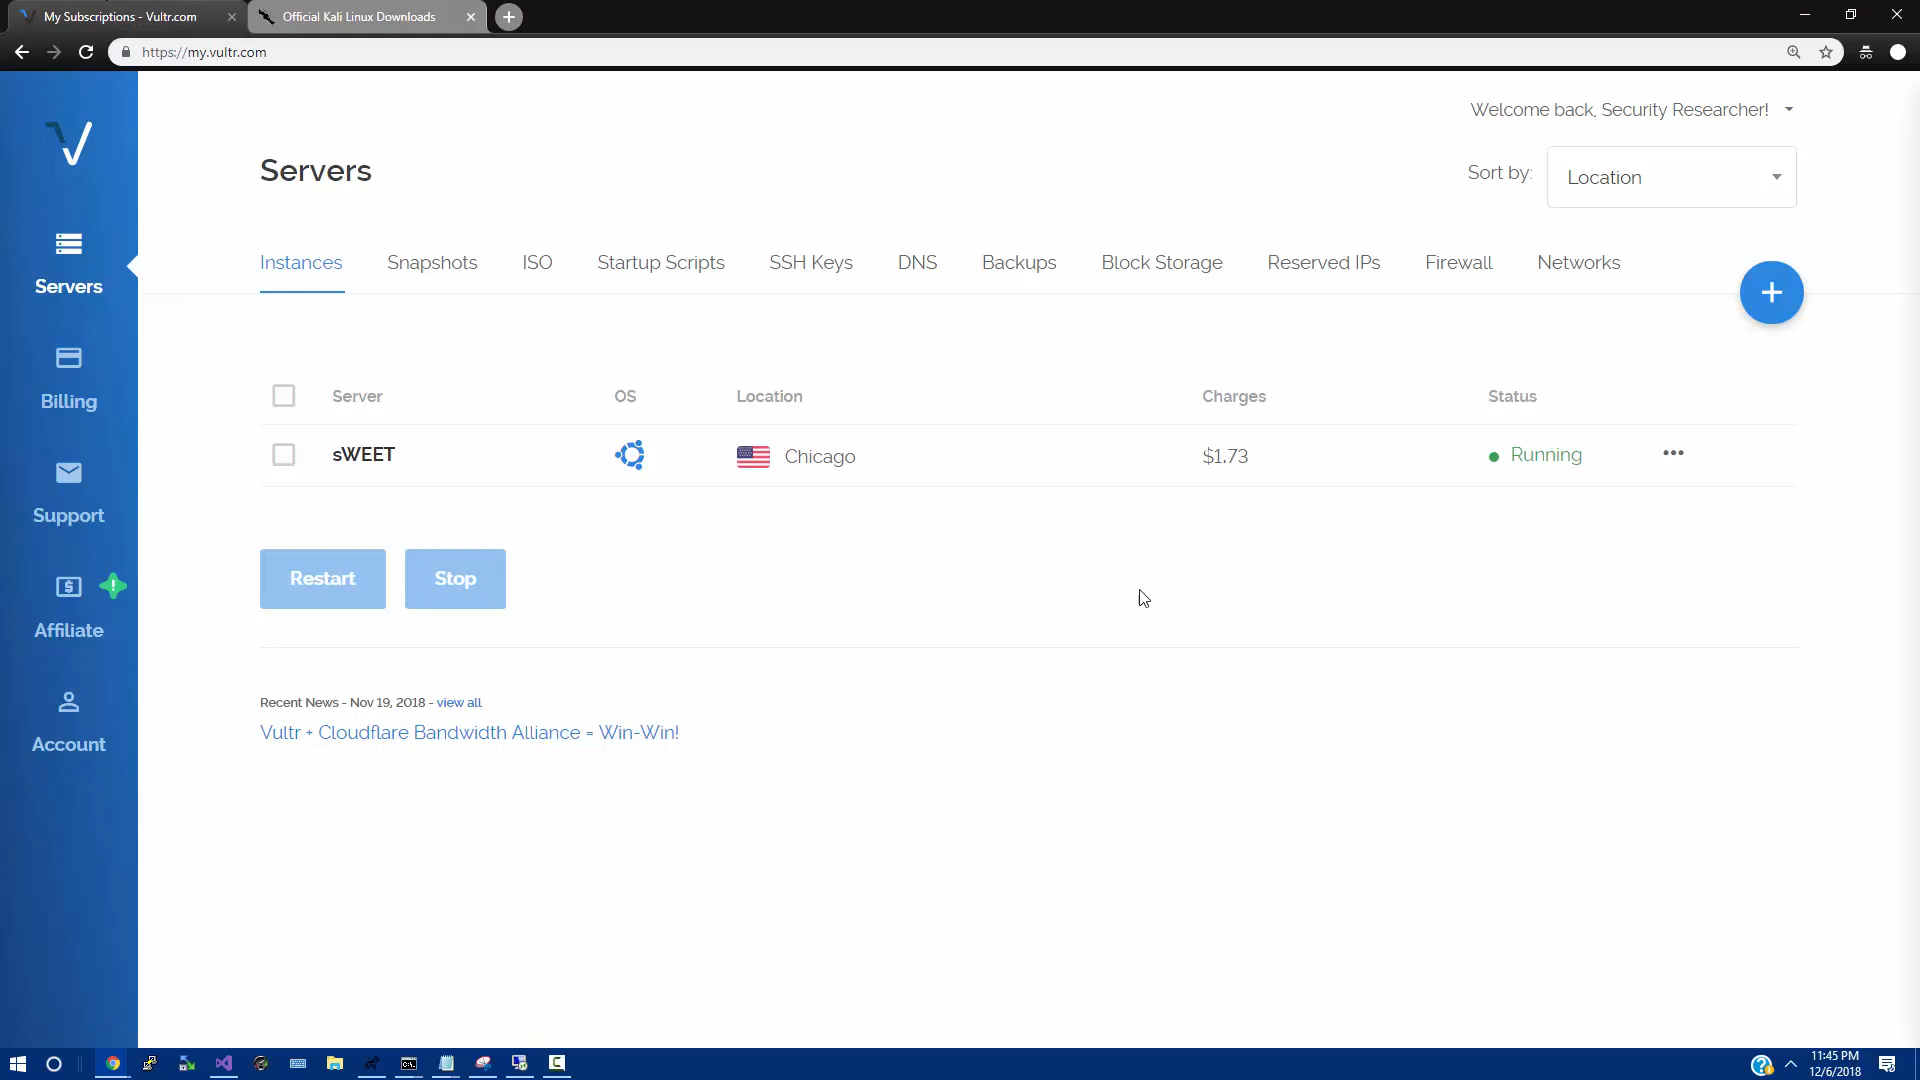 My Subscriptions - Vultr.com
Official Kali Linux Downloads
https://my.vultr.com
Welcome back, Security Researcher!
Servers
Sort by:
Location
Instances
Snapshots
ISO
Startup Scripts
SSH Keys
DNS
Backups
Block Storage
Reserved IPs
Firewall
Networks
Servers
Billing
Support
Affiliate
Account
Server
OS
Location
Charges
Status
sWEET
Chicago
$1.73
Running
Restart
Stop
Recent News - Nov 19, 2018 - view all
Vultr + Cloudflare Bandwidth Alliance = Win-Win!
11:45 PM
12/6/2018